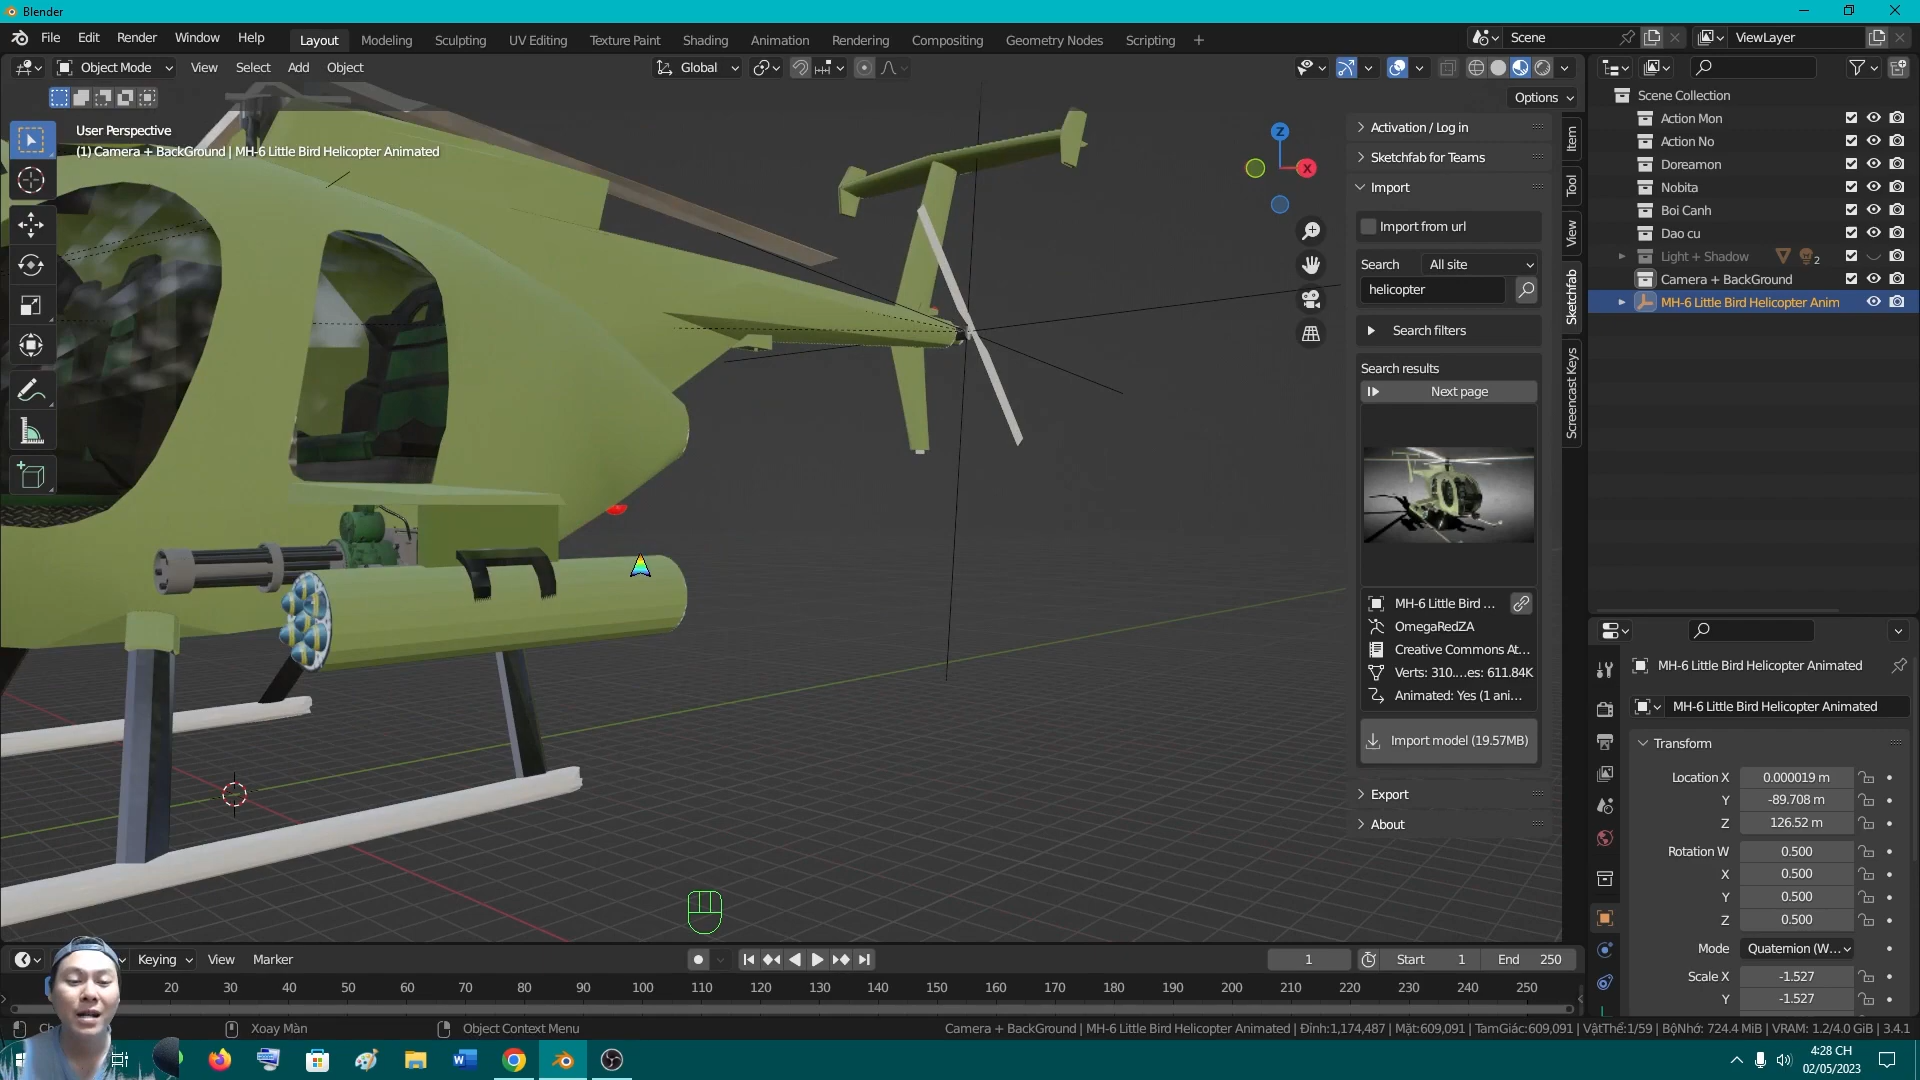 Blender
File Edit Render Window Help
Layout Modeling Sculpting UV Editing Texture Paint Shading Animation Rendering Compositing Geometry Nodes Scripting +
Scene
ViewLayer
Object Mode View Select Add Object
Global
Options
User Perspective
(1) Camera + BackGround | MH-6 Little Bird Helicopter Animated
Z
X
Activation / Log in
Sketchfab for Teams
Import
Import from url
Search All site
helicopter
Search filters
Search results
Next page
MH-6 Little Bird ...
OmegaRedZA
Creative Commons At...
Verts: 310....es: 611.84K
Animated: Yes (1 ani...
Import model (19.57MB)
Export
About
Item
Tool
View
Sketchfab
Screencast Keys
Scene Collection
Action Mon
Action No
Doreamon
Nobita
Boi Canh
Dao cu
Light + Shadow 2
Camera + BackGround
MH-6 Little Bird Helicopter Anim
MH-6 Little Bird Helicopter Animated
MH-6 Little Bird Helicopter Animated
Transform
Location X 0.000019 m
Y -89.708 m
Z 126.52 m
Rotation W 0.500
X 0.500
Y 0.500
Z 0.500
Mode Quaternion (W...
Scale X -1.527
Y -1.527
Keying View Marker
1 Start 1 End 250
20 30 40 50 60 70 80 90 100 110 120 130 140 150 160 170 180 190 200 210 220 230 240 250
Xoay Màn Object Context Menu
Camera + BackGround | MH-6 Little Bird Helicopter Animated | Đỉnh:1,174,487 | Mặt:609,091 | TamGiác:609,091 | VậtThể:1/59 | BộNhớ: 724.4 MiB | VRAM: 1.2/4.0 GiB | 3.4.1
4:28 CH
02/05/2023